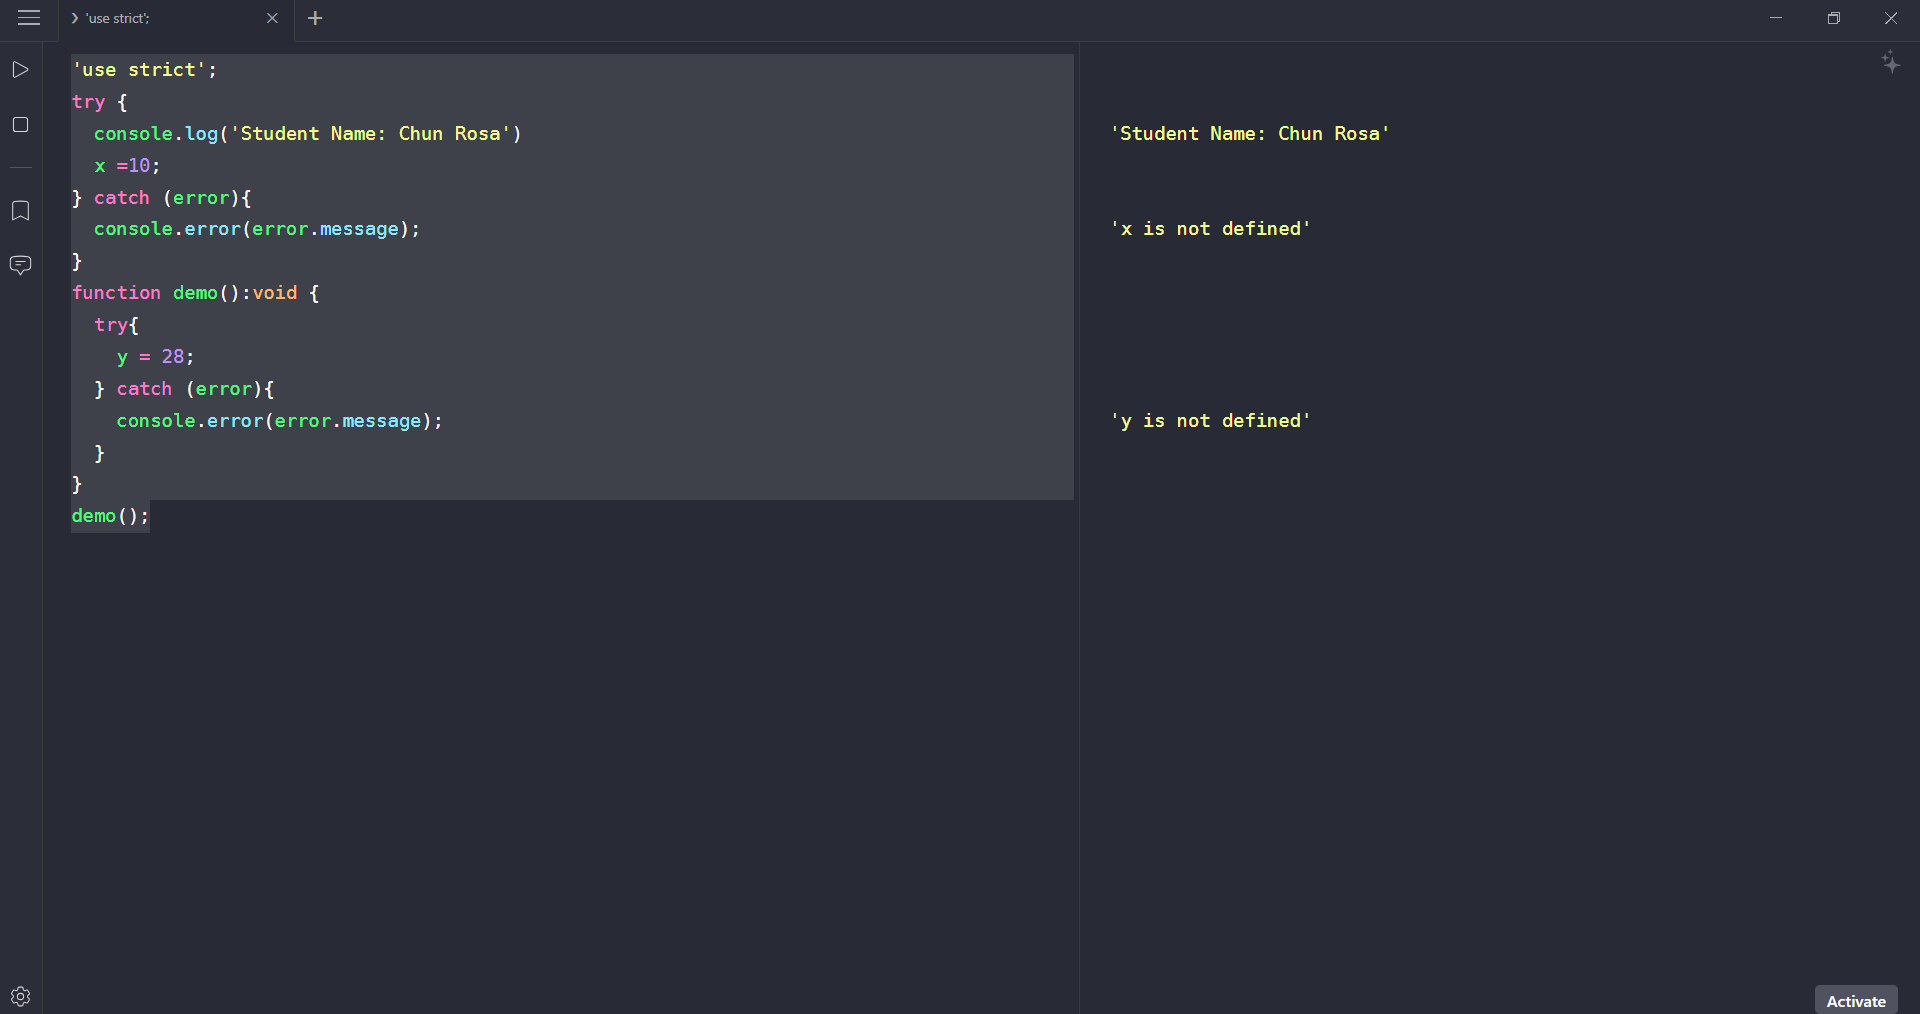 'use strict';
'use strict';
try {
  console.log('Student Name: Chun Rosa')
  x =10;
} catch (error){
  console.error(error.message);
}
function demo():void {
  try{
    y = 28;
  } catch (error){
    console.error(error.message);
  }
}
demo();
'Student Name: Chun Rosa'
'x is not defined'
'y is not defined'
Activate